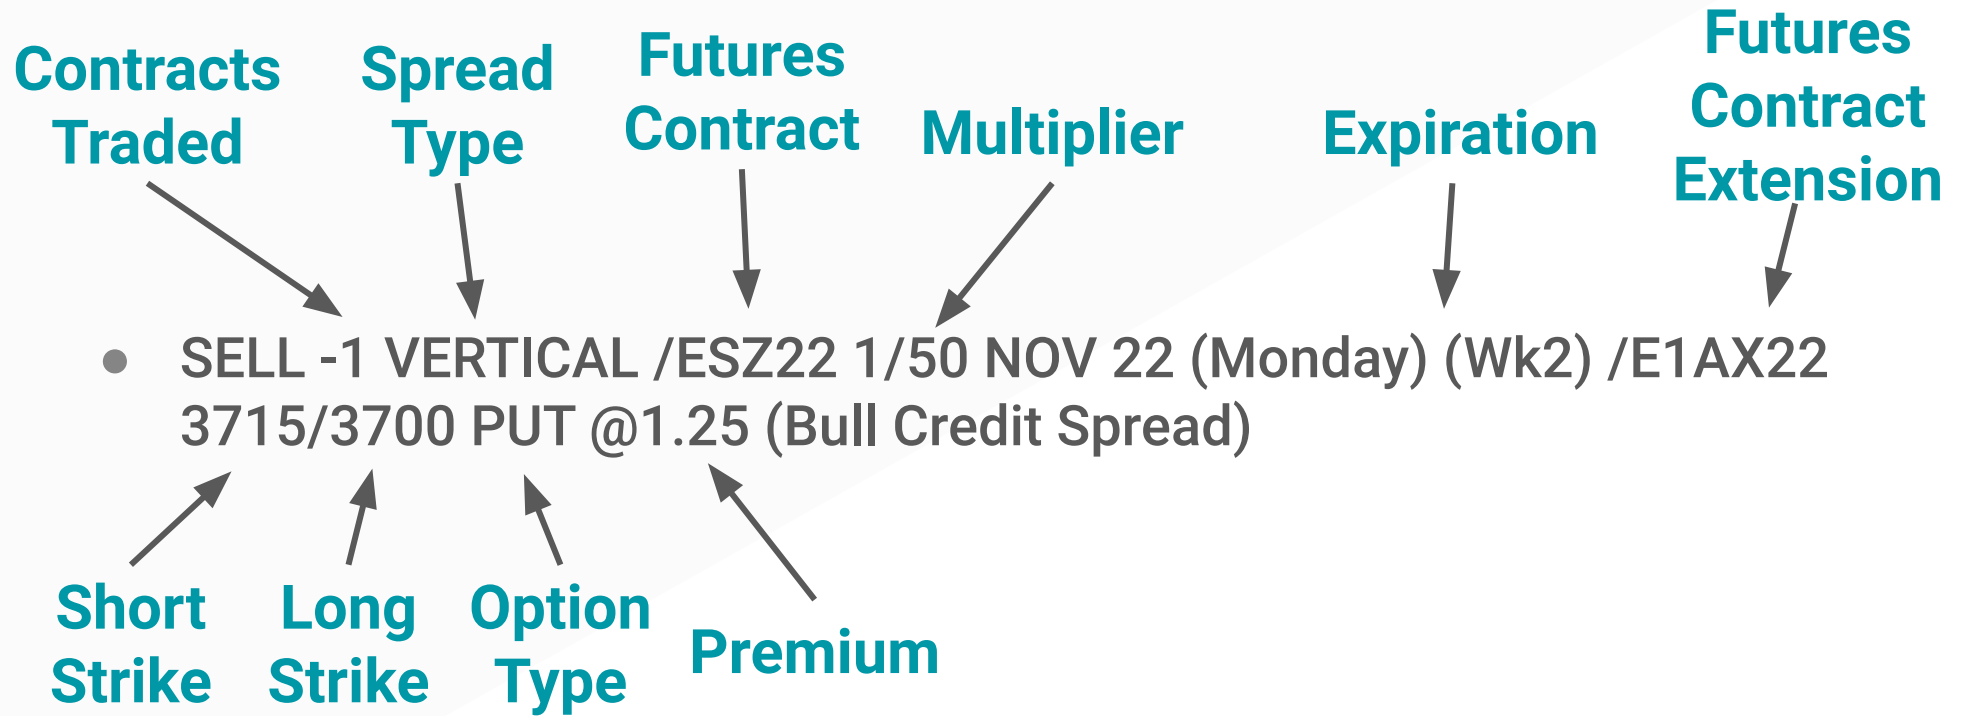 Contracts
Traded
Spread
Type
Futures
Contract
Multiplier
Expiration
Futures
Contract
Extension
● SELL -1 VERTICAL /ESZ22 1/50 NOV 22 (Monday) (Wk2) /E1AX22
3715/3700 PUT @1.25 (Bull Credit Spread)
Short
Strike
Long
Strike
Option
Type
Premium